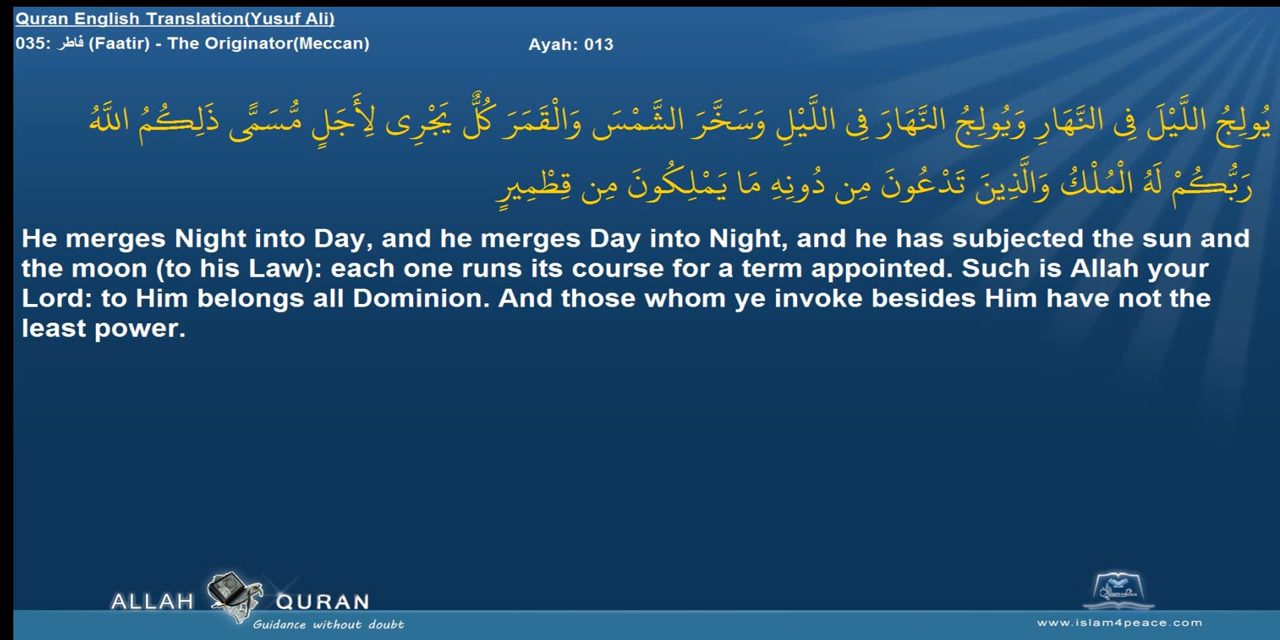 Quran English Translation(Yusuf Ali)
035: فاطر (Faatir) - The Originator(Meccan) Ayah: 013
يُولِجُ اللَّيْلَ فِى النَّهَارِ وَيُولِجُ النَّهَارَ فِى اللَّيْلِ وَسَخَّرَ الشَّمْسَ وَالْقَمَرَ كُلٌّ يَجْرِى لِأَجَلٍ مُّسَمًّى ذَلِكُمُ اللَّهُ
رَبُّكُمْ لَهُ الْمُلْكُ وَالَّذِينَ تَدْعُونَ مِن دُونِهِ مَا يَمْلِكُونَ مِن قِطْمِيرٍ
He merges Night into Day, and he merges Day into Night, and he has subjected the sun and
the moon (to his Law): each one runs its course for a term appointed. Such is Allah your
Lord: to Him belongs all Dominion. And those whom ye invoke besides Him have not the
least power.
ALLAH QURAN
Guidance without doubt
www.islam4peace.com